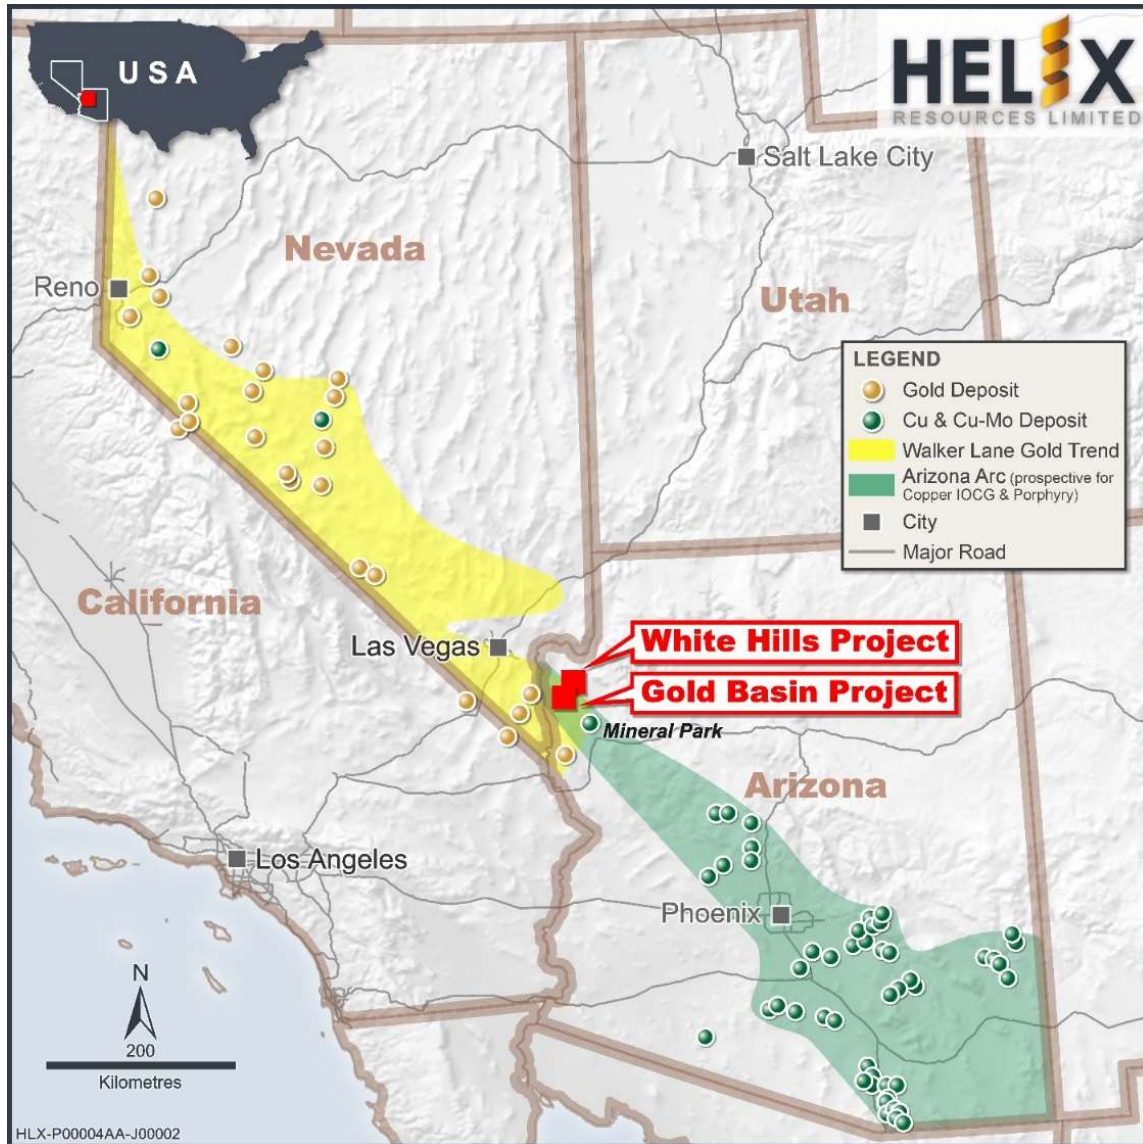 USA
HELIX
RESOURCES LIMITED
Salt Lake City
Nevada
Reno
Utah
LEGEND
Gold Deposit
Cu & Cu-Mo Deposit
Walker Lane Gold Trend
Arizona Arc (prospective for
Copper IOCG & Porphyry)
City
Major Road
California
Las Vegas
White Hills Project
Gold Basin Project
Mineral Park
Arizona
Los Angeles
Phoenix
N
200
Kilometres
HLX-P00004AA-J00002